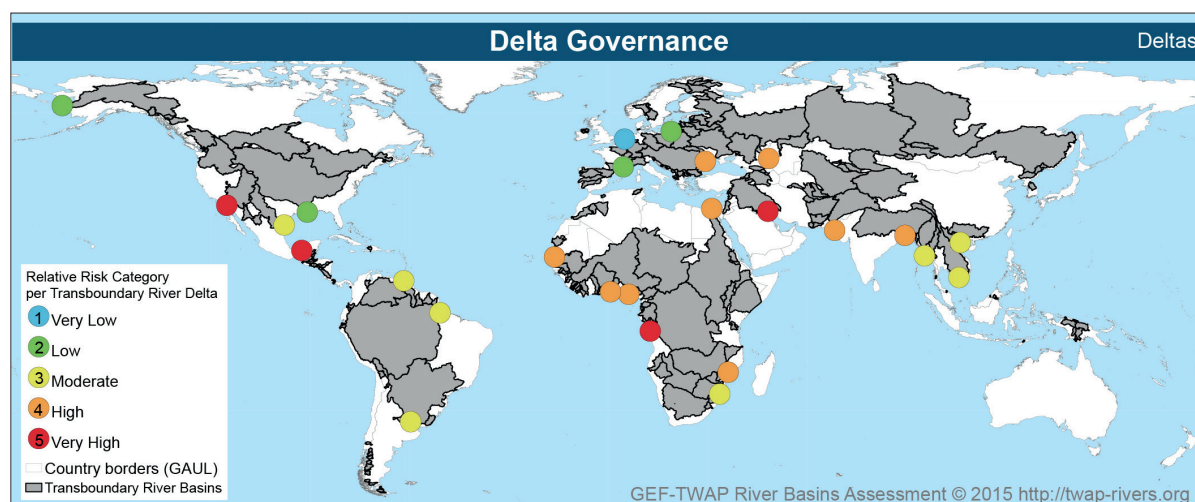 Delta Governance
Deltas
Relative Risk Category
per Transboundary River Delta
1 Very Low
2 Low
3 Moderate
4 High
5 Very High
Country borders (GAUL)
Transboundary River Basins
GEF-TWAP River Basins Assessment © 2015 http://twap-rivers.org